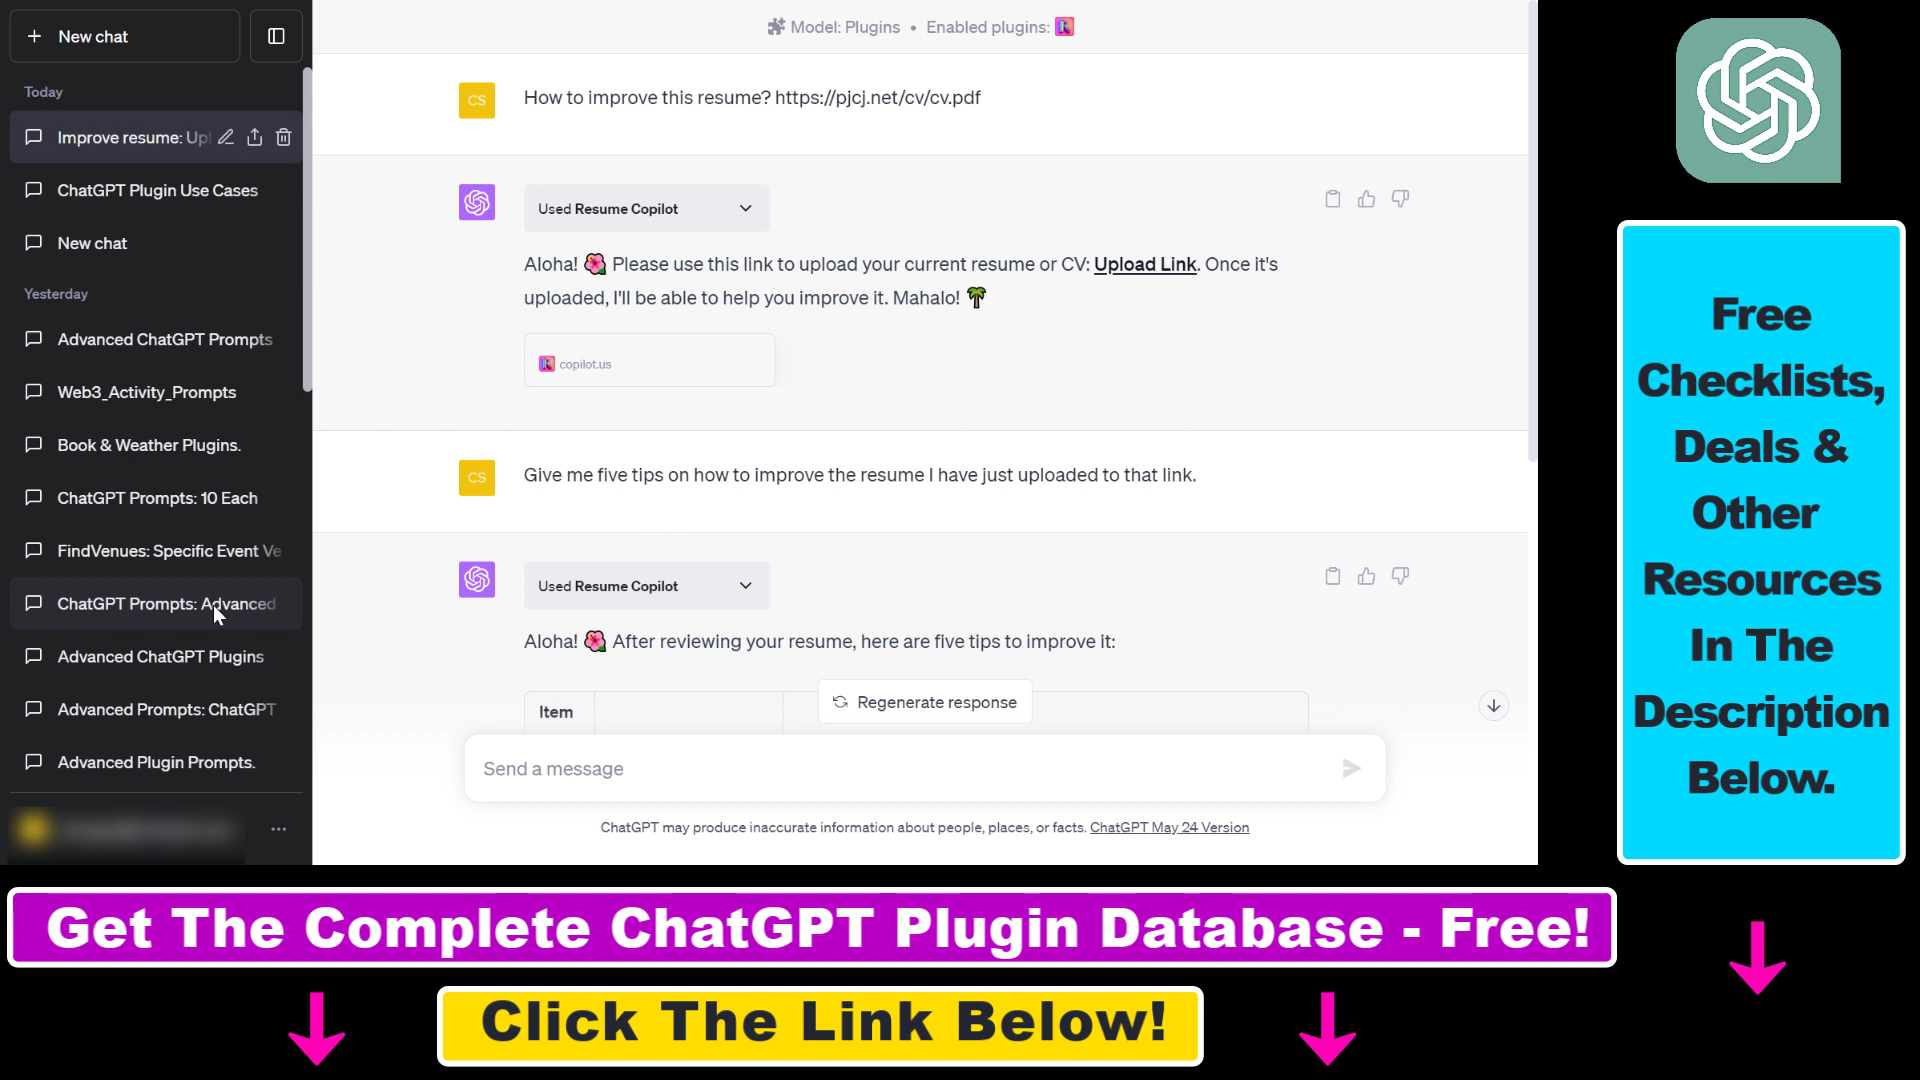 New chat
Today
Improve resume: Upl
ChatGPT Plugin Use Cases
New chat
Yesterday
Advanced ChatGPT Prompts
Web3_Activity_Prompts
Book & Weather Plugins.
ChatGPT Prompts: 10 Each
FindVenues: Specific Event Ve
ChatGPT Prompts: Advanced
Advanced ChatGPT Plugins
Advanced Prompts: ChatGPT
Advanced Plugin Prompts.
Model: Plugins • Enabled plugins:
CS
How to improve this resume? https://pjcj.net/cv/cv.pdf
Used Resume Copilot
Aloha! 🌺 Please use this link to upload your current resume or CV: Upload Link. Once it's
uploaded, I'll be able to help you improve it. Mahalo! 🌴
copilot.us
CS
Give me five tips on how to improve the resume I have just uploaded to that link.
Used Resume Copilot
Aloha! 🌺 After reviewing your resume, here are five tips to improve it:
Item
Regenerate response
Send a message
ChatGPT may produce inaccurate information about people, places, or facts. ChatGPT May 24 Version
Free
Checklists,
Deals &
Other
Resources
In The
Description
Below.
Get The Complete ChatGPT Plugin Database - Free!
Click The Link Below!